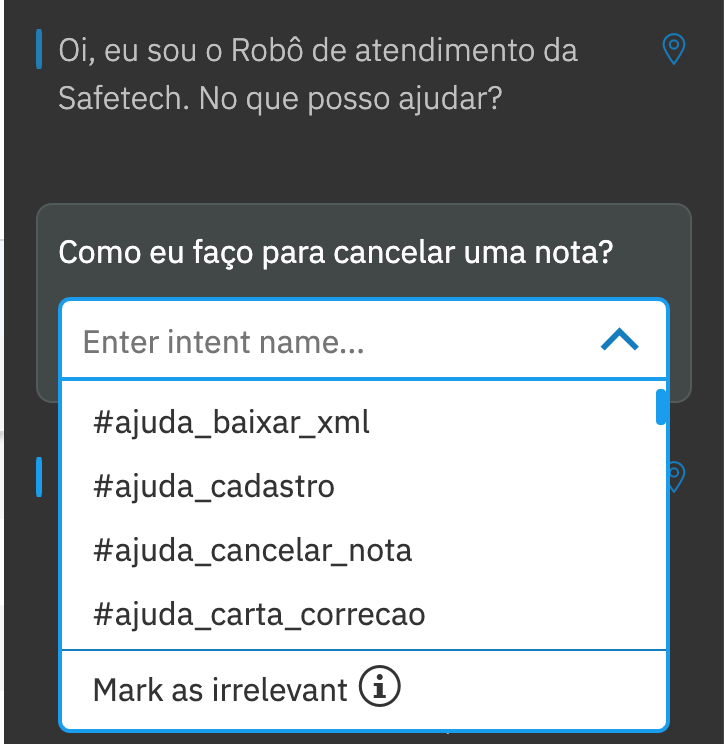 Oi, eu sou o Robô de atendimento da
Safetech. No que posso ajudar?
Como eu faço para cancelar uma nota?
Enter intent name...
#ajuda_baixar_xml
#ajuda_cadastro
#ajuda_cancelar_nota
#ajuda_carta_correcao
Mark as irrelevant